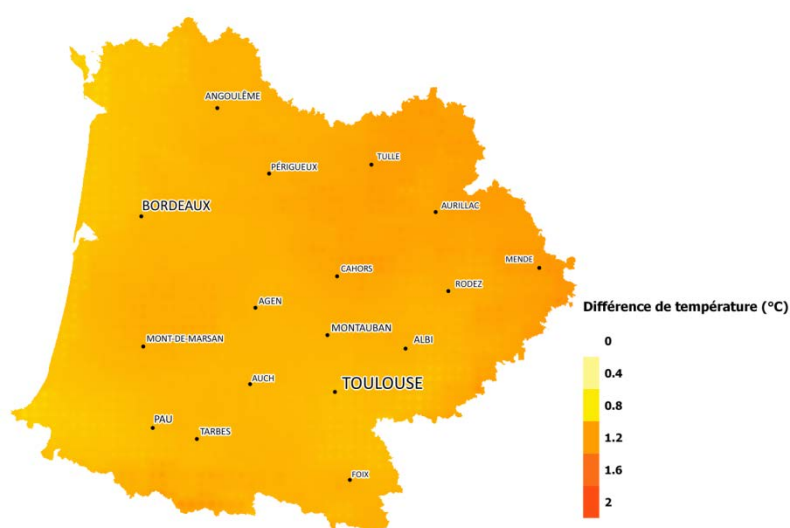 ANGOULÊME
TULLE
PÉRIGUEUX
BORDEAUX
AURILLAC
MENDE
CAHORS
RODEZ
AGEN
Différence de température (°C)
MONTAUBAN
MONT-DE-MARSAN
ALBI
0
0.4
AUCH
TOULOUSE
0.8
PAU
TARBES
1.2
1.6
FOIX
2